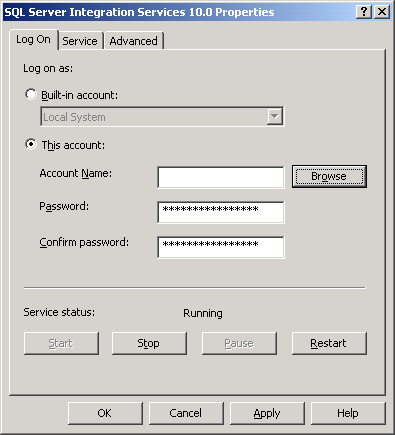 SQL Server Integration Services 10.0 Properties
Log On Service Advanced
Log on as:
Built-in account:
Local System
This account:
Account Name: Browse
Password: ****************
Confirm password: ****************
Service status: Running
Start Stop Pause Restart
OK Cancel Apply Help